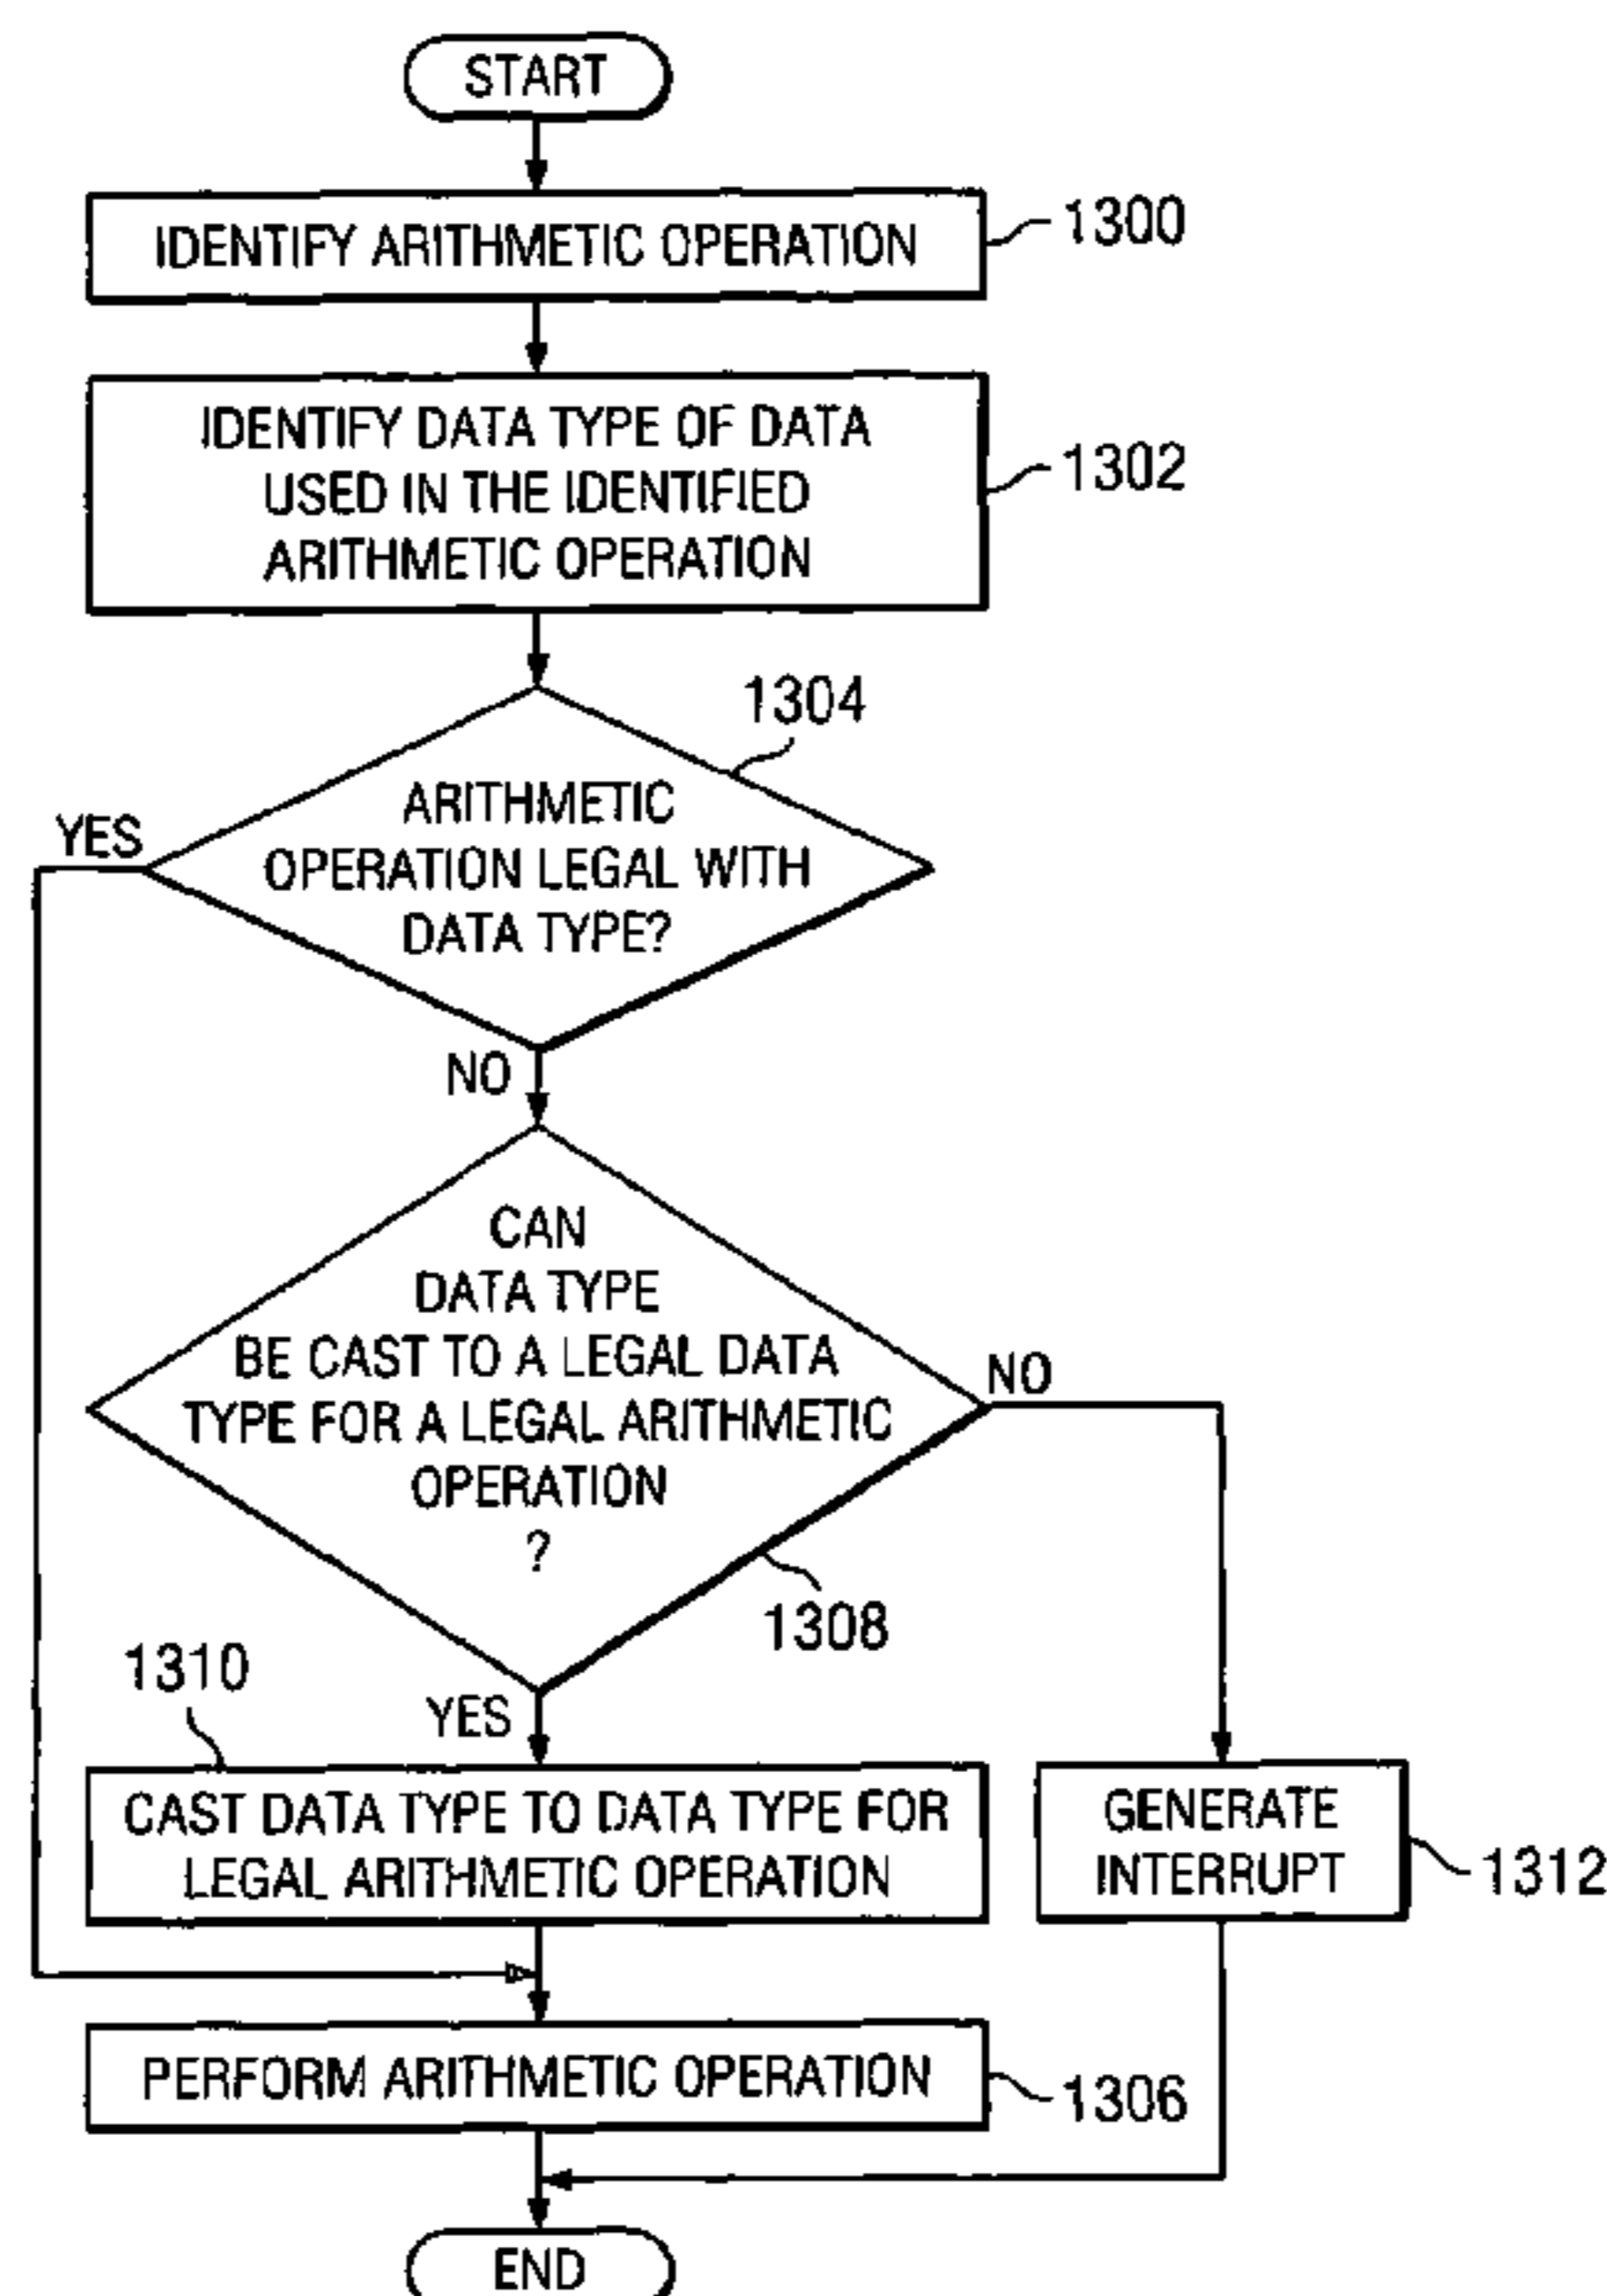 START
IDENTIFY ARITHMETIC OPERATION
1300
IDENTIFY DATA TYPE OF DATA
USED IN THE IDENTIFIED
ARITHMETIC OPERATION
1302
1304
ARITHMETIC
OPERATION LEGAL WITH
DATA TYPE?
YES
NO
CAN
DATA TYPE
BE CAST TO A LEGAL DATA
TYPE FOR A LEGAL ARITHMETIC
OPERATION
?
NO
1308
1310
YES
CAST DATA TYPE TO DATA TYPE FOR
LEGAL ARITHMETIC OPERATION
GENERATE
INTERRUPT
1312
PERFORM ARITHMETIC OPERATION
1306
END